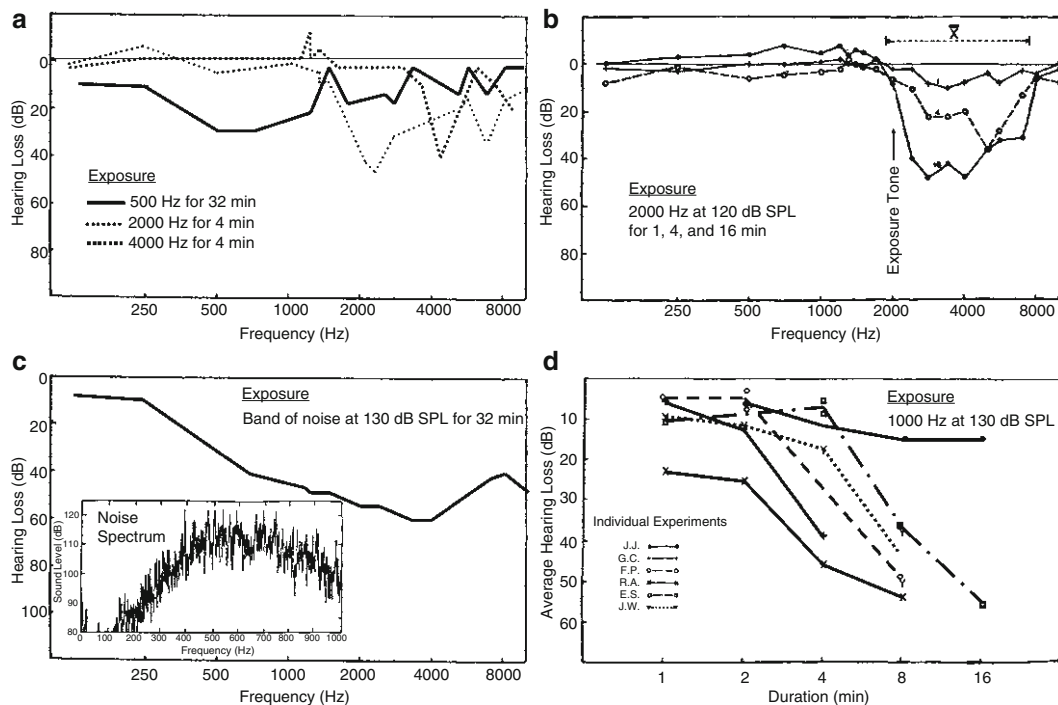 a
Hearing Loss (dB)
20
0
20
40
60
80
Exposure
500 Hz for 32 min
2000 Hz for 4 min
4000 Hz for 4 min
250
500
1000
2000
4000
8000
Frequency (Hz)
b
Hearing Loss (dB)
20
0
20
40
60
80
X
Exposure
2000 Hz at 120 dB SPL
for 1, 4, and 16 min
Exposure Tone
250
500
1000
2000
4000
8000
Frequency (Hz)
c
Hearing Loss (dB)
0
20
40
60
80
100
Exposure
Band of noise at 130 dB SPL for 32 min
Noise
Spectrum
Sound Level (dB)
120
110
100
90
80
0 100 200 300 400 500 600 700 800 900 1000
Frequency (Hz)
250
500
1000
2000
4000
8000
Frequency (Hz)
d
Average Hearing Loss (dB)
10
20
30
40
50
60
Exposure
1000 Hz at 130 dB SPL
Individual Experiments
J.J.
G.C.
F.P.
R.A.
E.S.
J.W.
1
2
4
8
16
Duration (min)